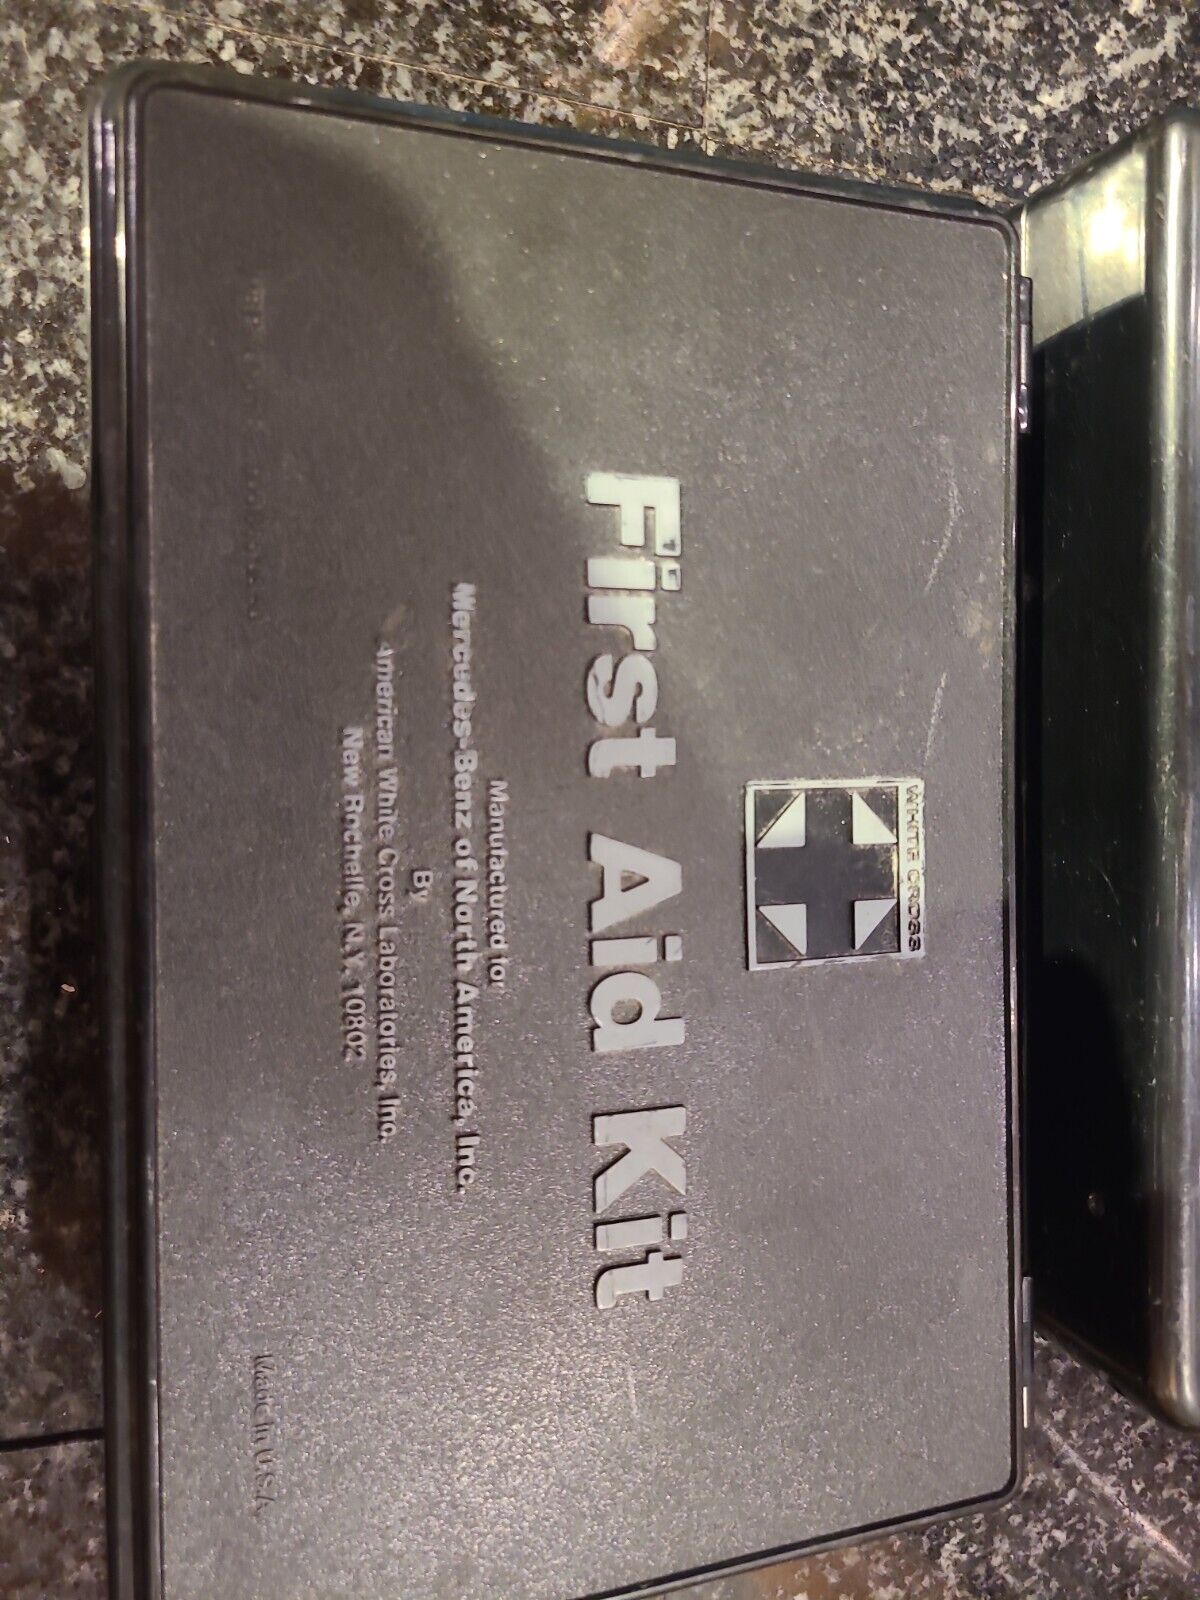 WHITE CROSS
First Aid Kit
Manufactured for
Mercedes-Benz of North America, Inc.
By
American White Cross Laboratories, Inc.
New Rochelle, N.Y. 10802
Made in U.S.A.